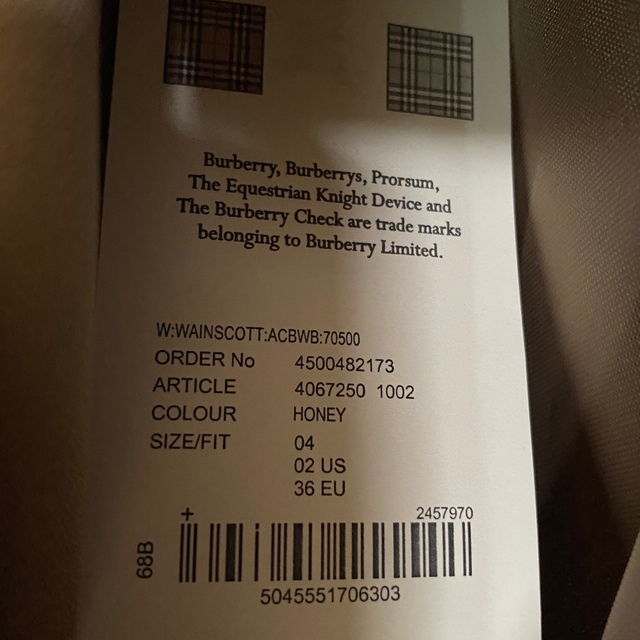 Burberry, Burberrys, Prorsum,
The Equestrian Knight Device and
The Burberry Check are trade marks
belonging to Burberry Limited.
W:WAINSCOTT:ACBWB:70500
ORDER No 4500482173
ARTICLE 4067250 1002
COLOUR HONEY
SIZE/FIT 04
02 US
36 EU
+ 2457970
68B
5045551706303